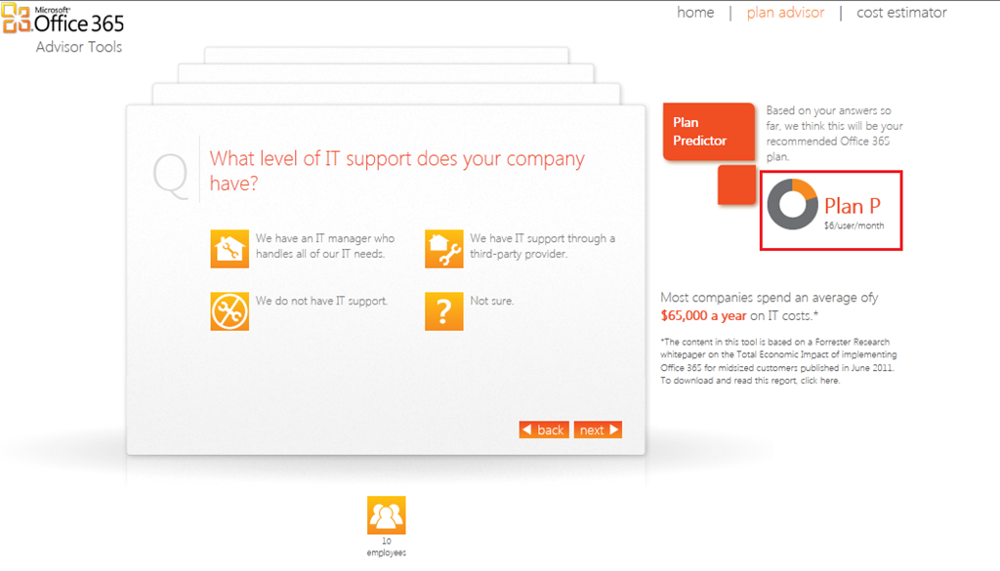 Microsoft®
Office 365
Advisor Tools
home | plan advisor | cost estimator
Q
What level of IT support does your company
have?
We have an IT manager who
handles all of our IT needs.
We have IT support through a
third-party provider.
We do not have IT support.
?
Not sure.
back
next
10
employees
Plan
Predictor
Based on your answers so
far, we think this will be your
recommended Office 365
plan.
Plan P
$6/user/month
Most companies spend an average ofy
$65,000 a year on IT costs.*
*The content in this tool is based on a Forrester Research
whitepaper on the Total Economic Impact of implementing
Office 365 for midsized customers published in June 2011.
To download and read this report, click here.